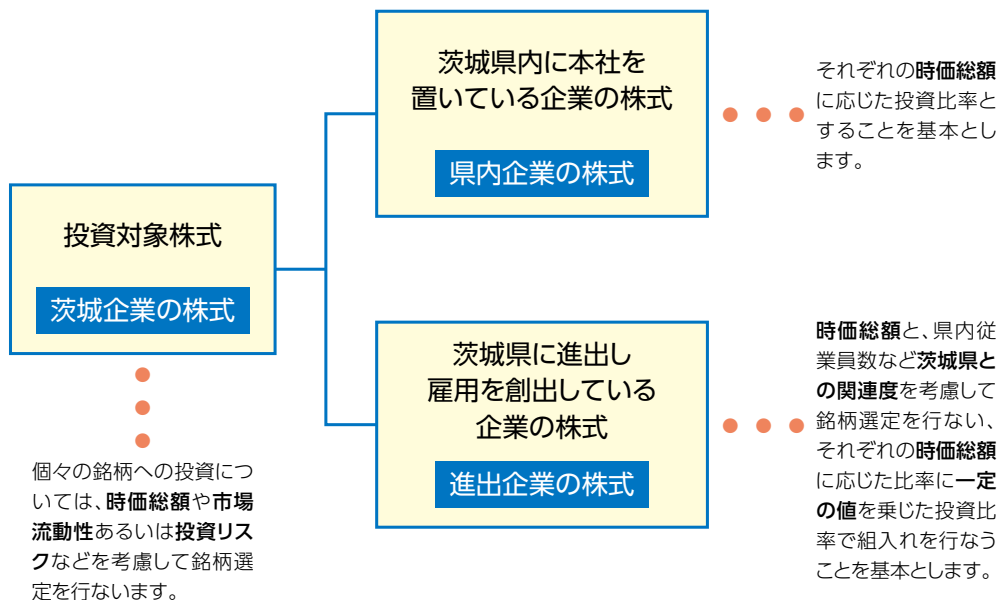 投資対象株式
茨城企業の株式
個々の銘柄への投資につ
いては、時価総額や市場
流動性あるいは投資リス
クなどを考慮して銘柄選
定を行ないます。
茨城県内に本社を
置いている企業の株式
県内企業の株式
それぞれの時価総額
に応じた投資比率と
することを基本とし
ます。
茨城県に進出し
雇用を創出している
企業の株式
進出企業の株式
時価総額と、県内従
業員数など茨城県と
の関連度を考慮して
銘柄選定を行ない、
それぞれの時価総額
に応じた比率に一定
の値を乗じた投資比
率で組入れを行なう
ことを基本とします。